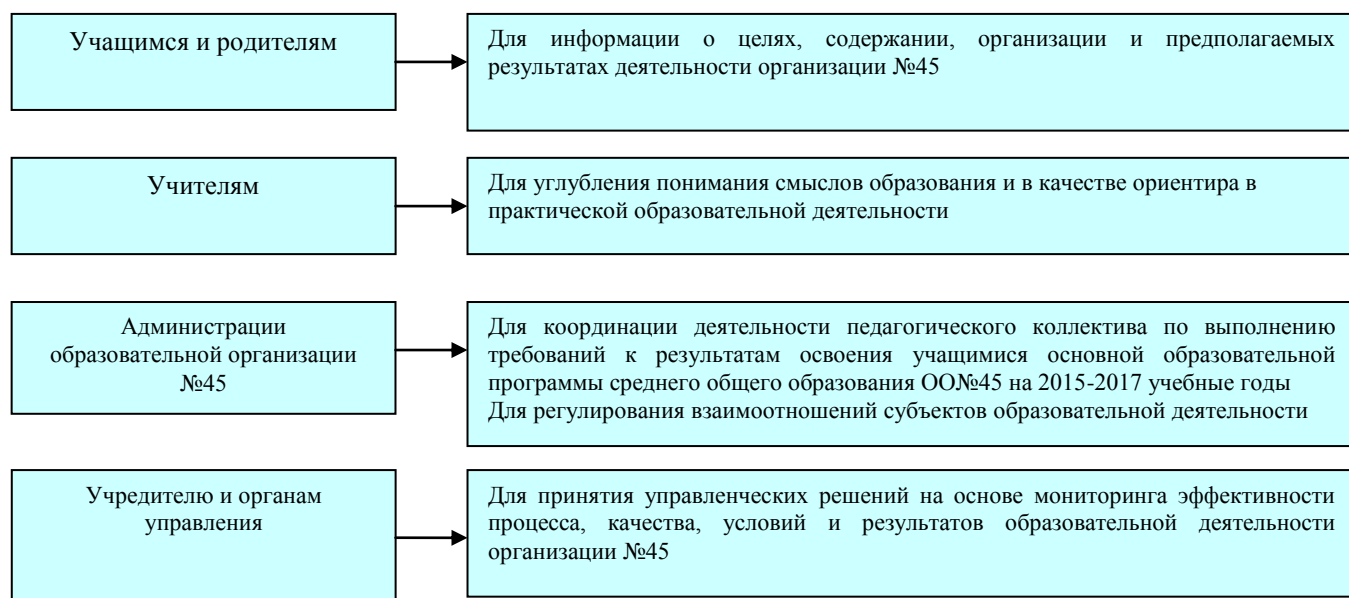 Учащимся и родителям
Для информации о целях, содержании, организации и предполагаемых
результатах деятельности организации №45
Учителям
Для углубления понимания смыслов образования и в качестве ориентира в
практической образовательной деятельности
Администрации
образовательной организации
№45
Для координации деятельности педагогического коллектива по выполнению
требований к результатам освоения учащимися основной образовательной
программы среднего общего образования ОО№45 на 2015-2017 учебные годы
Для регулирования взаимоотношений субъектов образовательной деятельности
Учредителю и органам
управления
Для принятия управленческих решений на основе мониторинга эффективности
процесса, качества, условий и результатов образовательной деятельности
организации №45